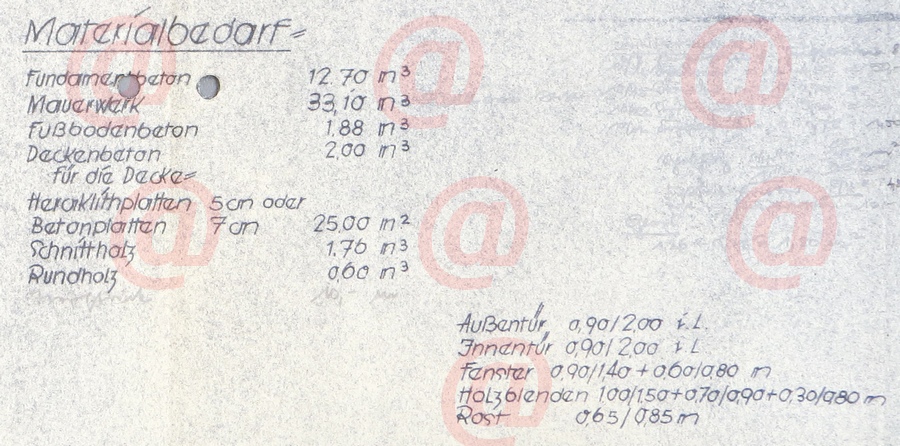 Materialbedarf=
Fundamentbeton 12.70 m³
Mauerwerk 33,10 m³
Fußbodenbeton 1,88 m³
Deckenbeton 2,00 m³
für die Decke=
Heraklithplatten 5cm oder
Betonplatten 7cm 25,00 m²
Schnittholz 1.76 m³
Rundholz 0,60 m³
Außentür 0,90/2,00 i.L.
Innentür 0,90/2,00 i.L
Fenster 0,90/1,40 + 0,60/0,80 m
Holzblenden 1,00/1,50+0,70/0,90+0,30/0,80 m
Rost 0,65/0,85m